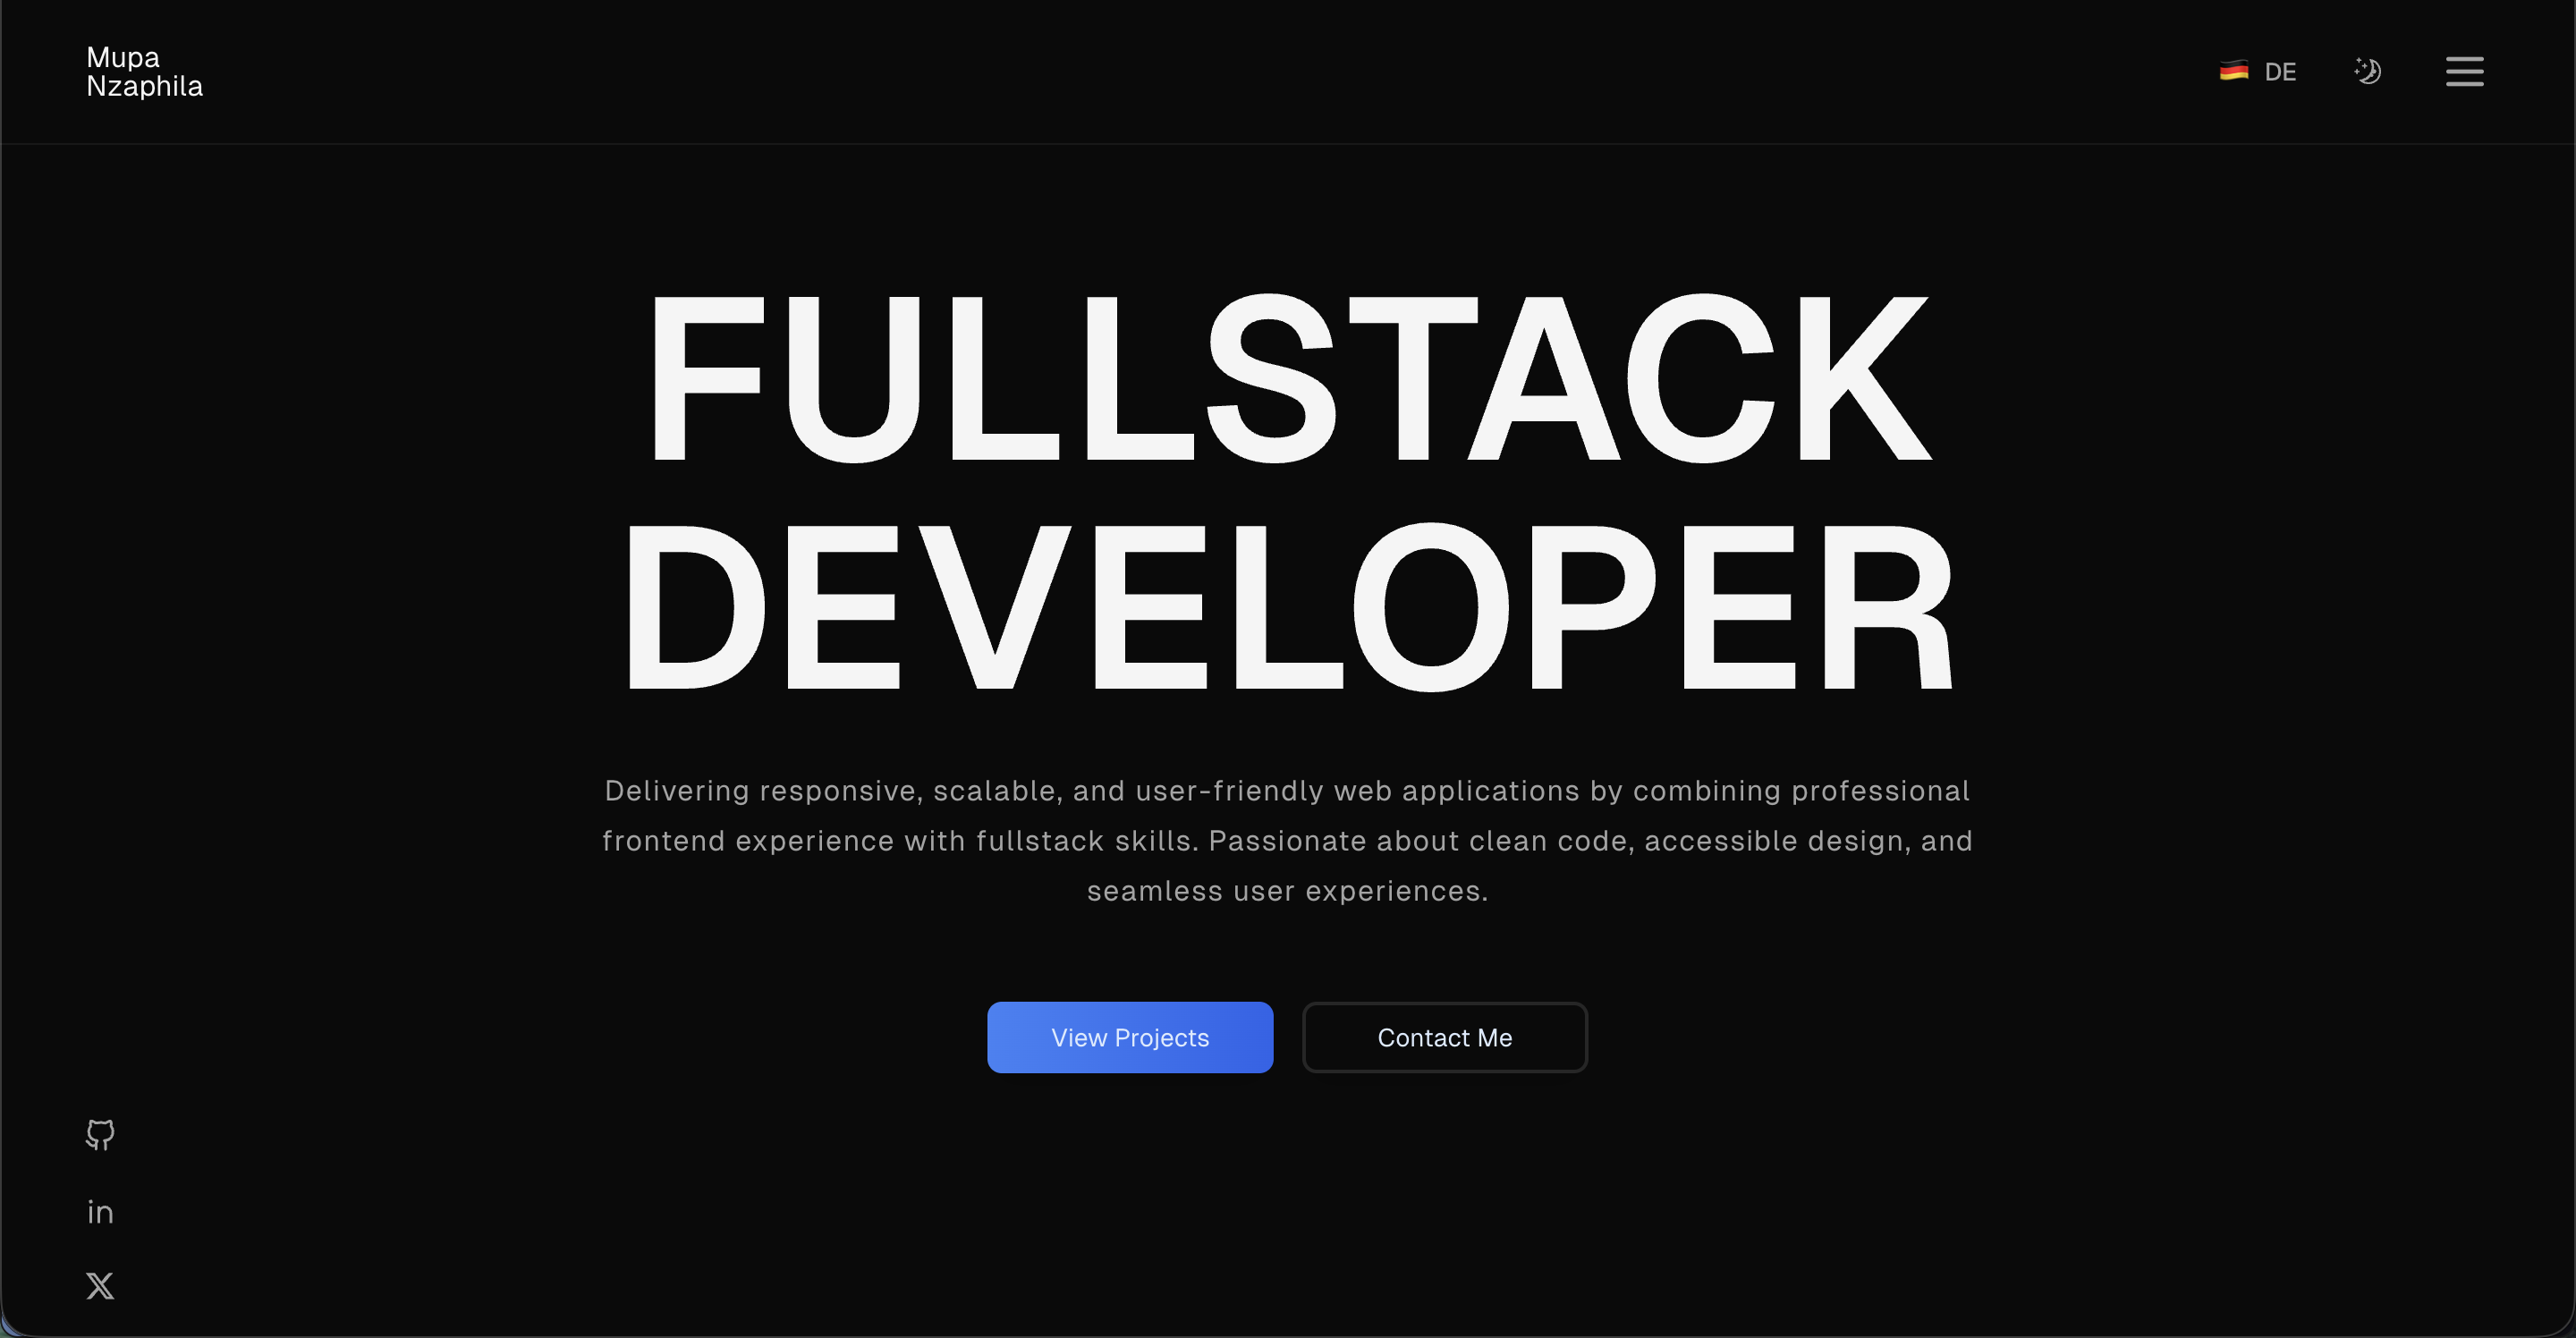 Mupa
Nzaphila
DE
FULLSTACK
DEVELOPER
Delivering responsive, scalable, and user-friendly web applications by combining professional
frontend experience with fullstack skills. Passionate about clean code, accessible design, and
seamless user experiences.
View Projects
Contact Me
in
X